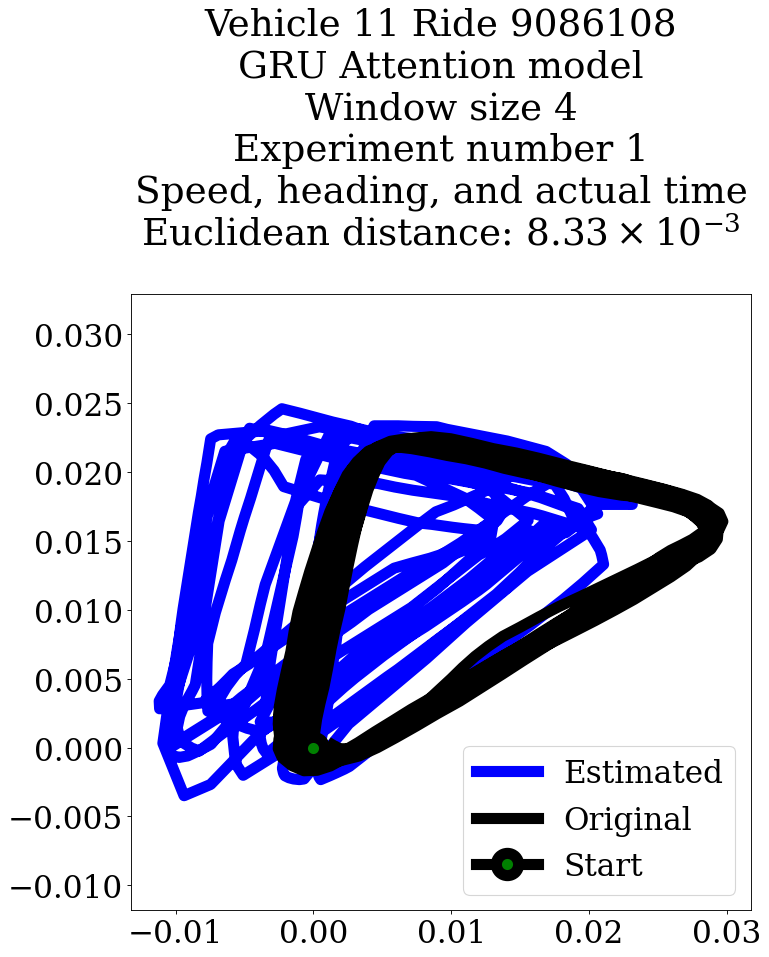 Vehicle 11 Ride 9086108
GRU Attention model
Window size 4
Experiment number 1
Speed, heading, and actual time
Euclidean distance: 8.33 × 10⁻³
0.030
0.025
0.020
0.015
0.010
0.005
0.000
−0.005
−0.010
Estimated
Original
Start
−0.01 0.00 0.01 0.02 0.03